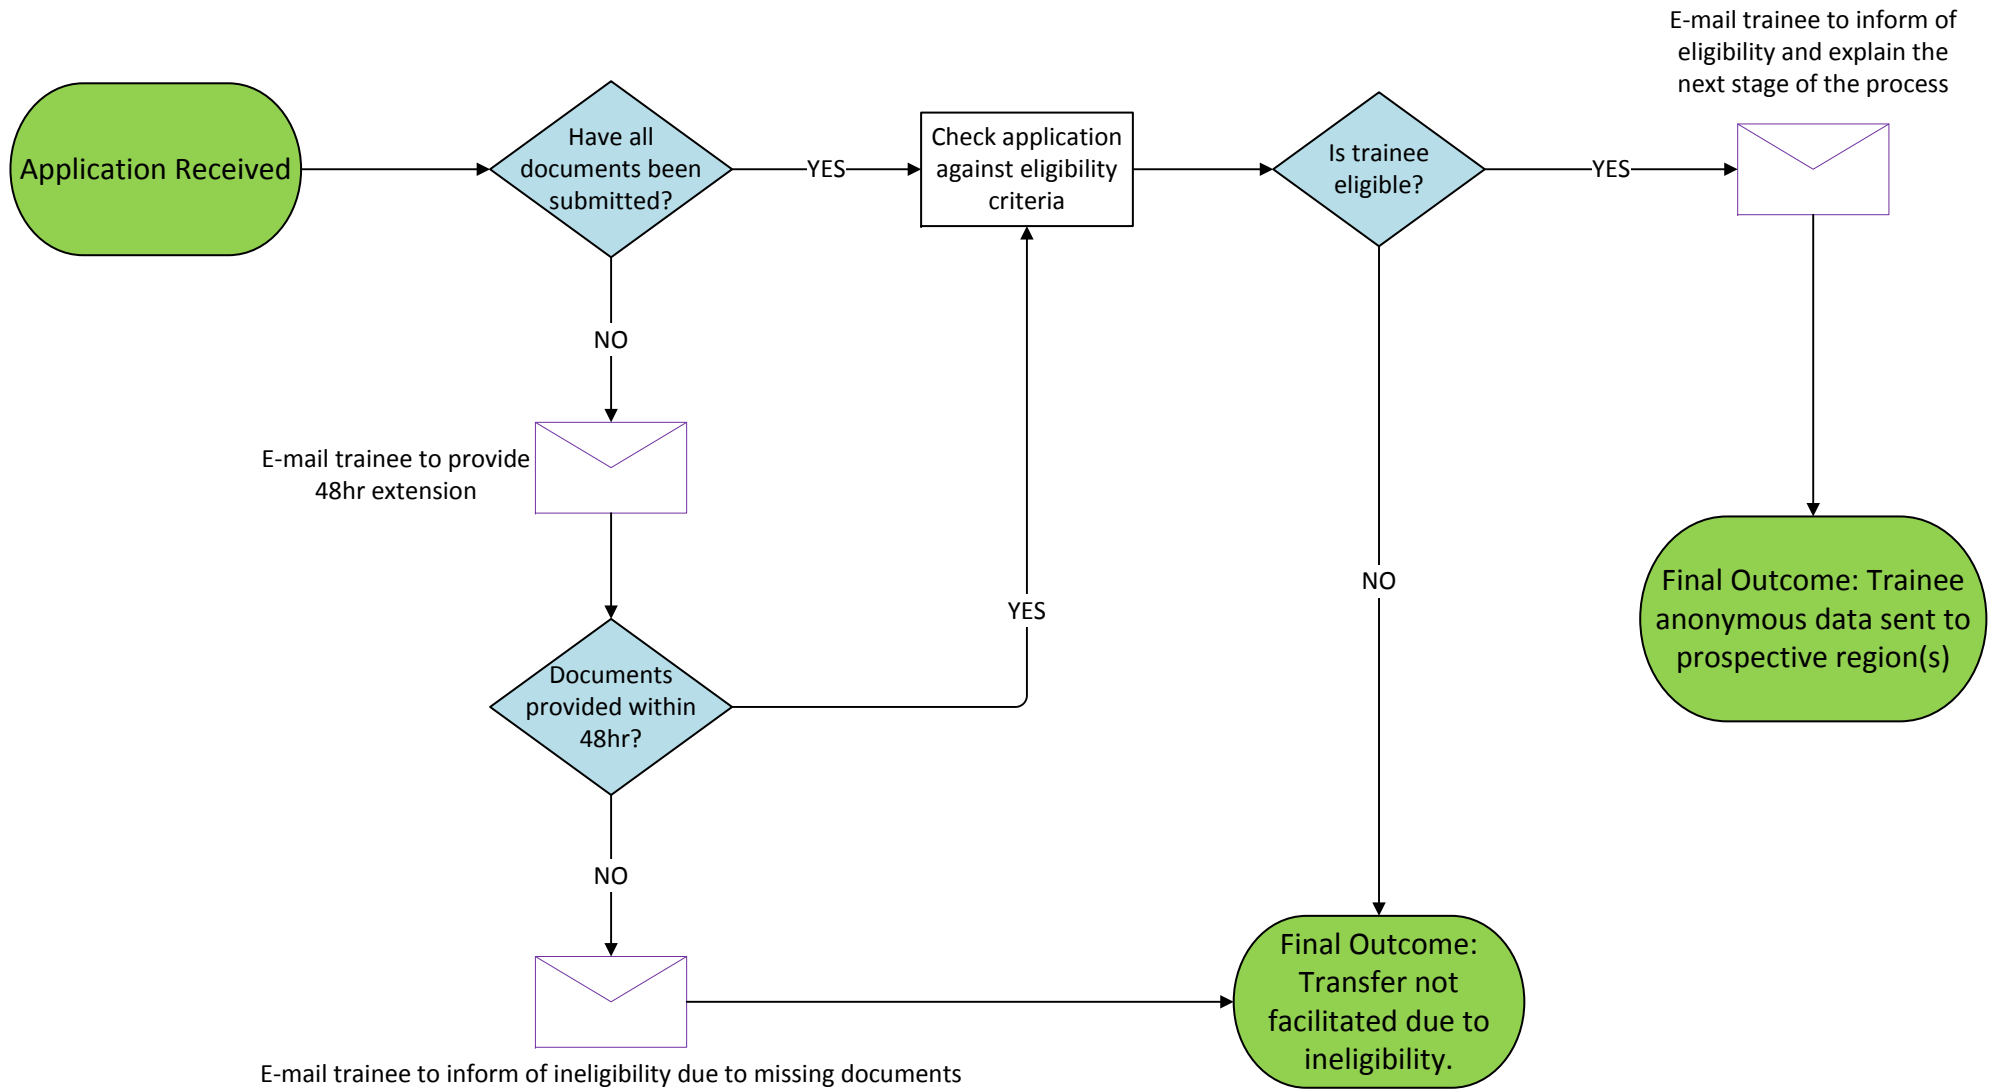 E-mail trainee to inform of
eligibility and explain the
next stage of the process
Application Received
Have all
documents been
submitted?
YES
Check application
against eligibility
criteria
Is trainee
eligible?
YES
NO
E-mail trainee to provide
48hr extension
Documents
provided within
48hr?
YES
NO
Final Outcome: Trainee
anonymous data sent to
prospective region(s)
NO
E-mail trainee to inform of ineligibility due to missing documents
Final Outcome:
Transfer not
facilitated due to
ineligibility.